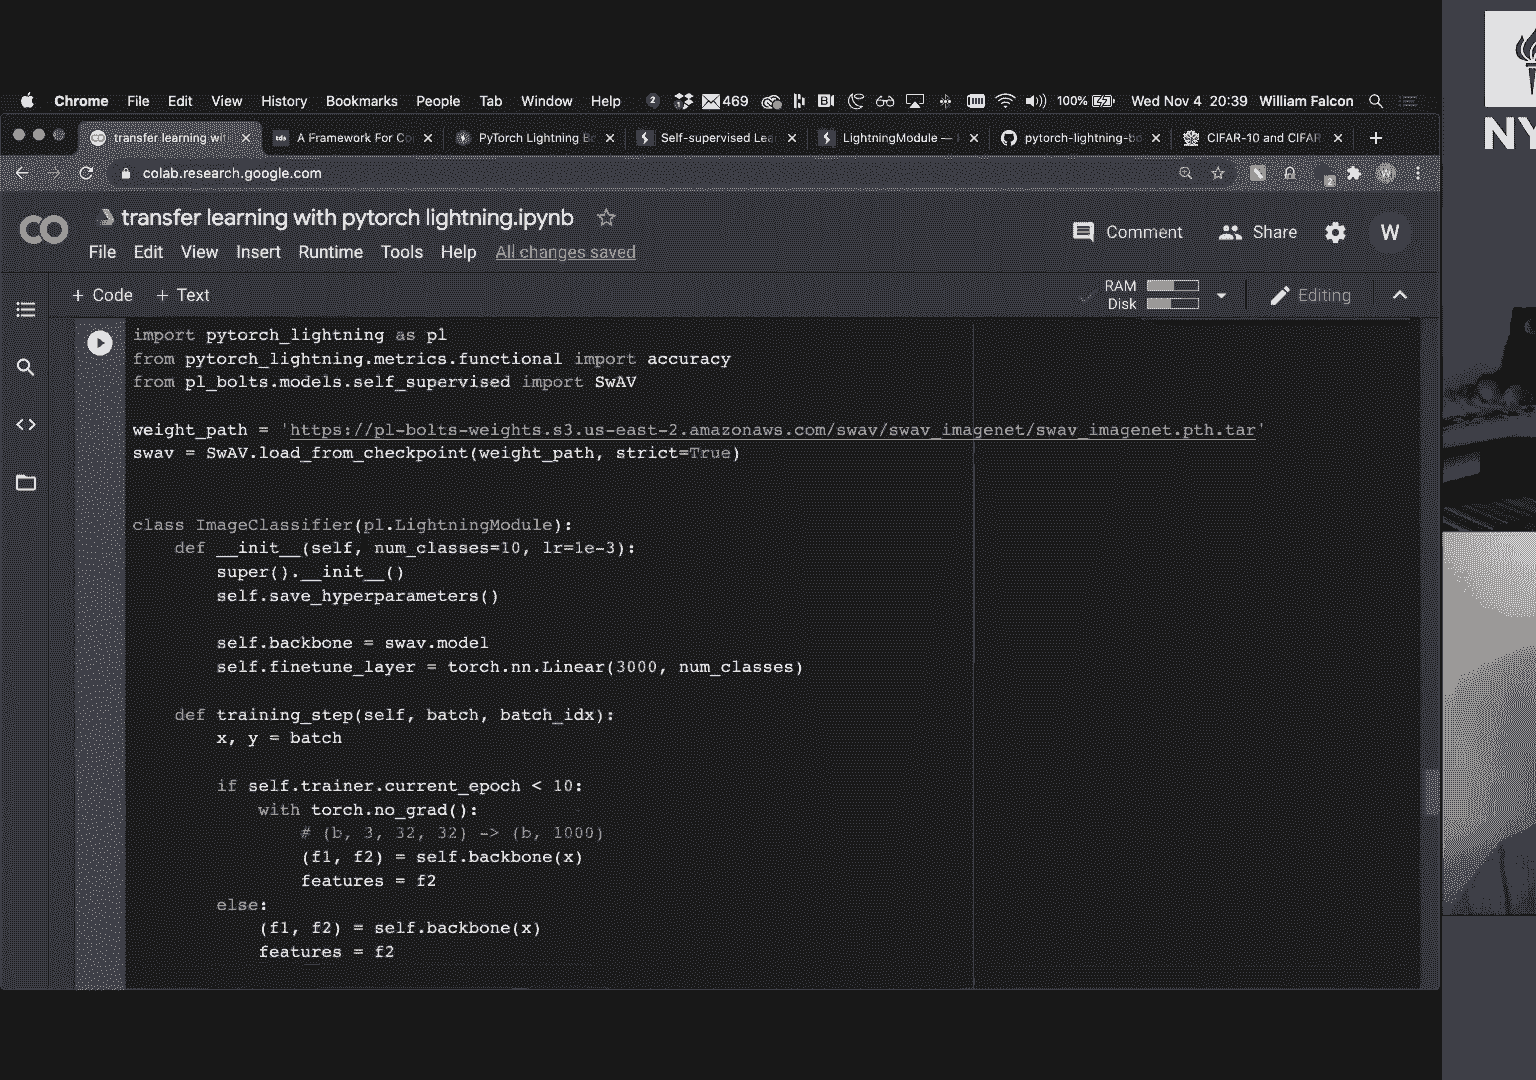 Chrome File Edit View History Bookmarks People Tab Window Help 2 469 100% Wed Nov 4 20:39 William Falcon
transfer learning wit A Framework For Co PyTorch Lightning Bo Self-supervised Lea LightningModule — pytorch-lightning-bo CIFAR-10 and CIFAR
colab.research.google.com 2 W
NY
CO transfer learning with pytorch lightning.ipynb
Comment Share W
File Edit View Insert Runtime Tools Help All changes saved
+ Code + Text RAM Disk Editing
import pytorch_lightning as pl
from pytorch_lightning.metrics.functional import accuracy
from pl_bolts.models.self_supervised import SwAV
weight_path = 'https://pl-bolts-weights.s3.us-east-2.amazonaws.com/swav/swav_imagenet/swav_imagenet.pth.tar'
swav = SwAV.load_from_checkpoint(weight_path, strict=True)
class ImageClassifier(pl.LightningModule):
def __init__(self, num_classes=10, lr=1e-3):
super().__init__()
self.save_hyperparameters()
self.backbone = swav.model
self.finetune_layer = torch.nn.Linear(3000, num_classes)
def training_step(self, batch, batch_idx):
x, y = batch
if self.trainer.current_epoch < 10:
with torch.no_grad():
# (b, 3, 32, 32) -> (b, 1000)
(f1, f2) = self.backbone(x)
features = f2
else:
(f1, f2) = self.backbone(x)
features = f2